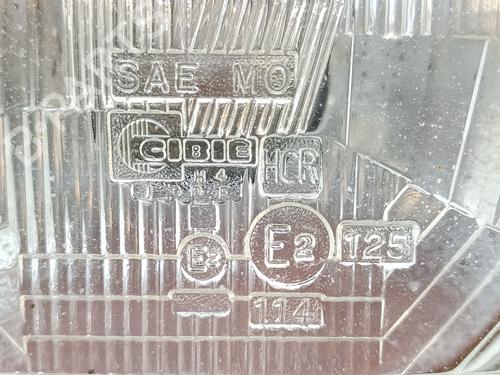 SAE MO
CIBIE HCR
H4
E2 E2 125
114